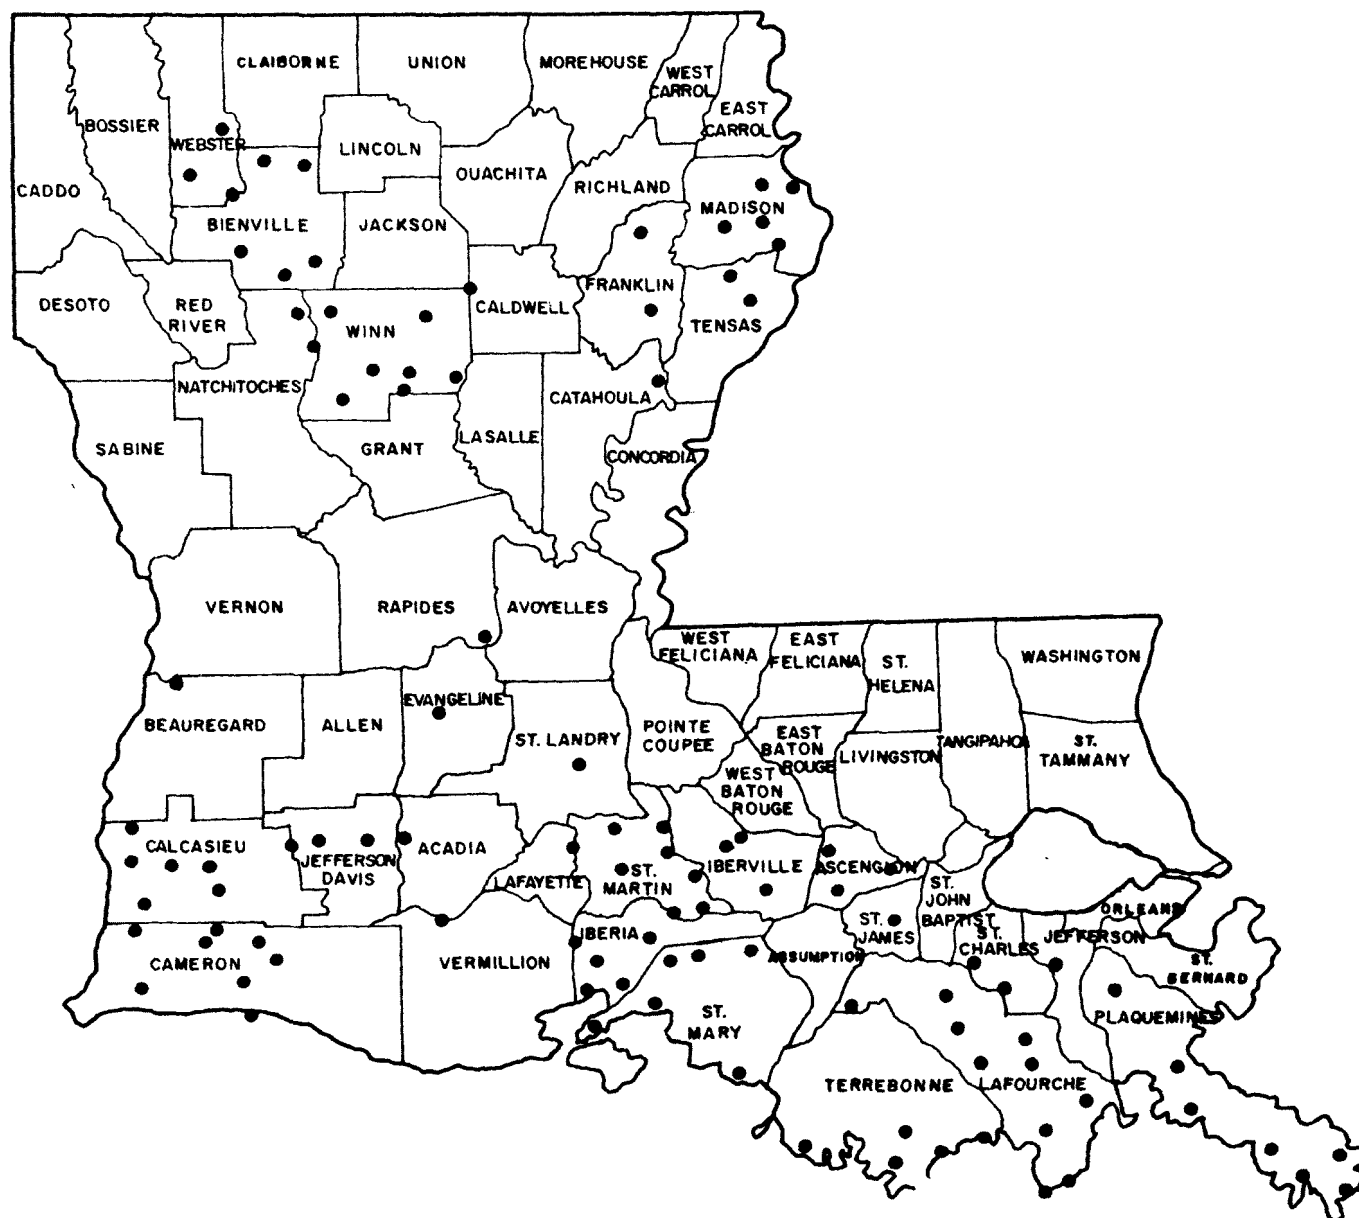 CLAIBORNE
UNION
MOREHOUSE
WEST
CARROL
EAST
CARROL
BOSSIER
WEBSTER
LINCOLN
CADDO
OUACHITA
RICHLAND
BIENVILLE
JACKSON
MADISON
DESOTO
RED
RIVER
WINN
CALDWELL
FRANKLIN
TENSAS
NATCHITOCHES
CATAHOULA
SABINE
GRANT
LASALLE
CONCORDIA
VERNON
RAPIDES
AVOYELLES
WEST
FELICIANA
EAST
FELICIANA
ST.
HELENA
WASHINGTON
BEAUREGARD
ALLEN
EVANGELINE
ST. LANDRY
POINTE
COUPEE
EAST
BATON
ROUGE
WEST
BATON
ROUGE
LIVINGSTON
TANGIPAHOA
ST.
TAMMANY
CALCASIEU
JEFFERSON
DAVIS
ACADIA
LAFAYETTE
ST.
MARTIN
IBERVILLE
ASCENSION
ST.
JOHN
BAPTIST
ST.
JAMES
ST.
CHARLES
ORLEANS
JEFFERSON
CAMERON
VERMILLION
IBERIA
ASSUMPTION
ST.
BERNARD
ST.
MARY
PLAQUEMINES
TERREBONNE
LAFOURCHE